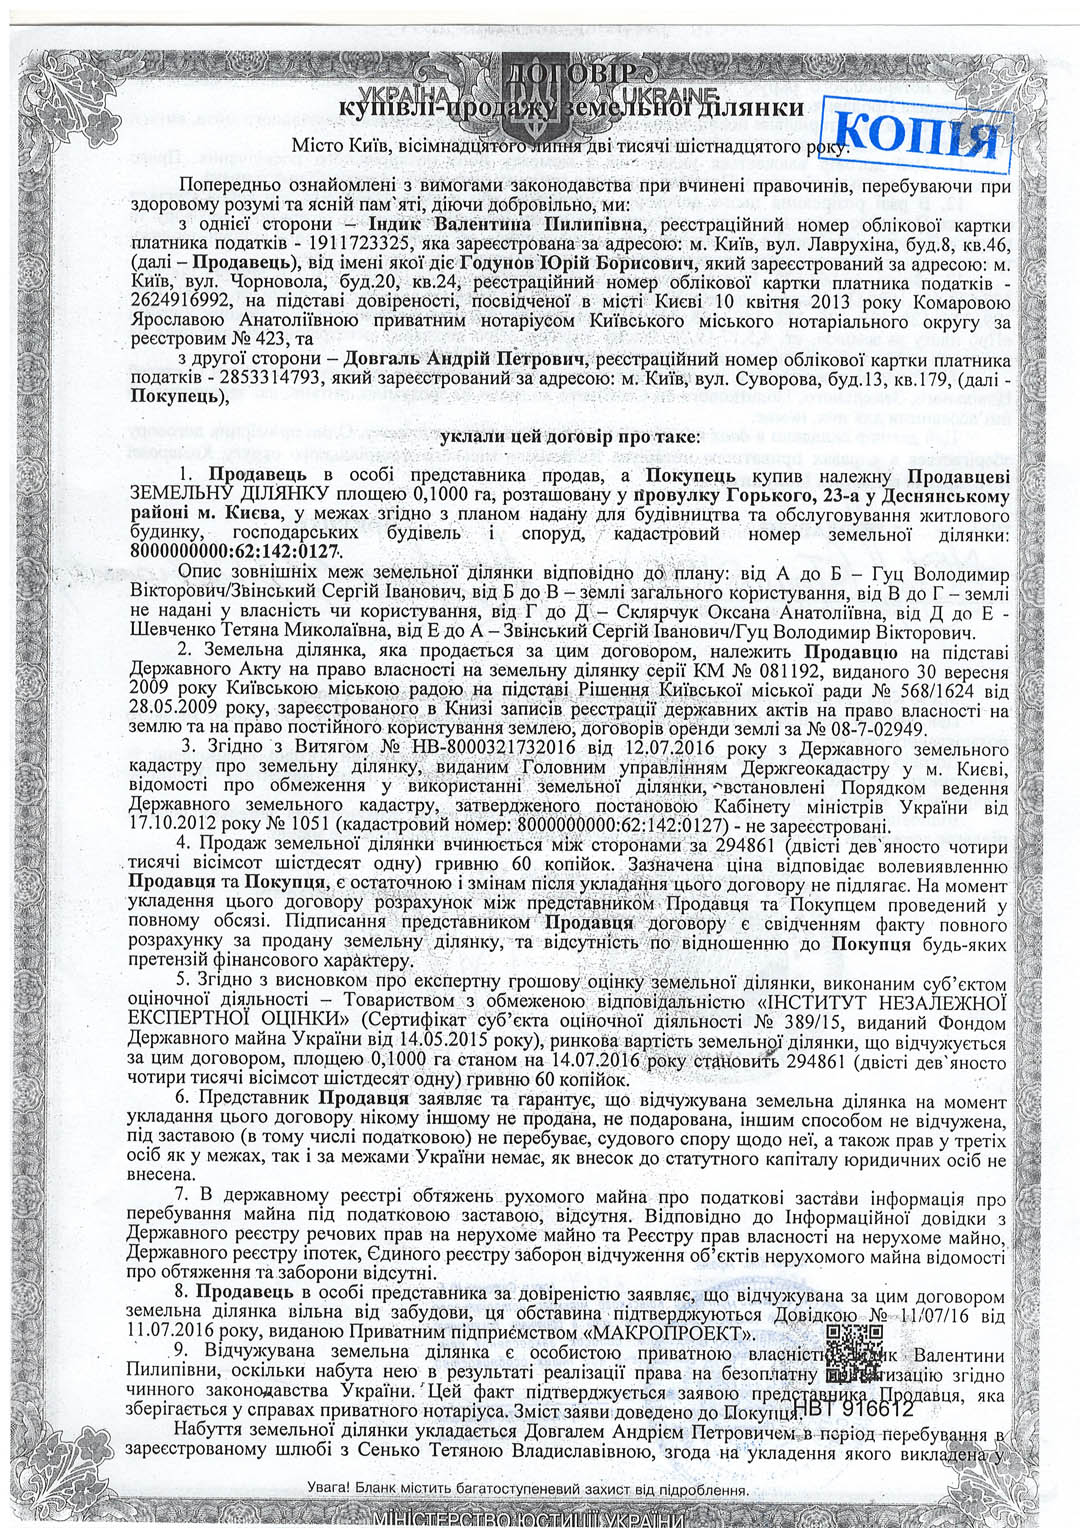 ДОГОВІР
УКРАЇНА UKRAINE
купівлі-продажу земельної ділянки
КОПІЯ
Місто Київ, вісімнадцятого липня дві тисячі шістнадцятого року.
Попередньо ознайомлені з вимогами законодавства при вчинені правочинів, перебуваючи при
здоровому розумі та ясній пам`яті, діючи добровільно, ми:
з однієї сторони – Індик Валентина Пилипівна, реєстраційний номер облікової картки
платника податків - 1911723325, яка зареєстрована за адресою: м. Київ, вул. Лаврухіна, буд.8, кв.46,
(далі – Продавець), від імені якої діє Годунов Юрій Борисович, який зареєстрований за адресою: м.
Київ, вул. Чорновола, буд.20, кв.24, реєстраційний номер облікової картки платника податків -
2624916992, на підставі довіреності, посвідченої в місті Києві 10 квітня 2013 року Комаровою
Ярославою Анатоліївною приватним нотаріусом Київського міського нотаріального округу за
реєстровим № 423, та
з другої сторони – Довгаль Андрій Петрович, реєстраційний номер облікової картки платника
податків - 2853314793, який зареєстрований за адресою: м. Київ, вул. Суворова, буд.13, кв.179, (далі -
Покупець),
уклали цей договір про таке:
1. Продавець в особі представника продав, а Покупець купив належну Продавцеві
ЗЕМЕЛЬНУ ДІЛЯНКУ площею 0,1000 га, розташовану у провулку Горького, 23-а у Деснянському
районі м. Києва, у межах згідно з планом надану для будівництва та обслуговування житлового
будинку, господарських будівель і споруд, кадастровий номер земельної ділянки:
8000000000:62:142:0127.
Опис зовнішніх меж земельної ділянки відповідно до плану: від А до Б – Гуц Володимир
Вікторович/Звінський Сергій Іванович, від Б до В – землі загального користування, від В до Г – землі
не надані у власність чи користування, від Г до Д – Склярчук Оксана Анатоліївна, від Д до Е -
Шевченко Тетяна Миколаївна, від Е до А – Звінський Сергій Іванович/Гуц Володимир Вікторович.
2. Земельна ділянка, яка продається за цим договором, належить Продавцю на підставі
Державного Акту на право власності на земельну ділянку серії КМ № 081192, виданого 30 вересня
2009 року Київською міською радою на підставі Рішення Київської міської ради № 568/1624 від
28.05.2009 року, зареєстрованого в Книзі записів реєстрації державних актів на право власності на
землю та на право постійного користування землею, договорів оренди землі за № 08-7-02949.
3. Згідно з Витягом № НВ-8000321732016 від 12.07.2016 року з Державного земельного
кадастру про земельну ділянку, виданим Головним управлінням Держгеокадастру у м. Києві,
відомості про обмеження у використанні земельної ділянки, встановлені Порядком ведення
Державного земельного кадастру, затвердженого постановою Кабінету міністрів України від
17.10.2012 року № 1051 (кадастровий номер: 8000000000:62:142:0127) - не зареєстровані.
4. Продаж земельної ділянки вчинюється між сторонами за 294861 (двісті дев`яносто чотири
тисячі вісімсот шістдесят одну) гривню 60 копійок. Зазначена ціна відповідає волевиявленню
Продавця та Покупця, є остаточною і змінам після укладання цього договору не підлягає. На момент
укладення цього договору розрахунок між представником Продавця та Покупцем проведений у
повному обсязі. Підписання представником Продавця договору є свідченням факту повного
розрахунку за продану земельну ділянку, та відсутність по відношенню до Покупця будь-яких
претензій фінансового характеру.
5. Згідно з висновком про експертну грошову оцінку земельної ділянки, виконаним суб’єктом
оціночної діяльності – Товариством з обмеженою відповідальністю «ІНСТИТУТ НЕЗАЛЕЖНОЇ
ЕКСПЕРТНОЇ ОЦІНКИ» (Сертифікат суб’єкта оціночної діяльності № 389/15, виданий Фондом
Державного майна України від 14.05.2015 року), ринкова вартість земельної ділянки, що відчужується
за цим договором, площею 0,1000 га станом на 14.07.2016 року становить 294861 (двісті дев`яносто
чотири тисячі вісімсот шістдесят одну) гривню 60 копійок.
6. Представник Продавця заявляє та гарантує, що відчужувана земельна ділянка на момент
укладання цього договору нікому іншому не продана, не подарована, іншим способом не відчужена,
під заставою (в тому числі податковою) не перебуває, судового спору щодо неї, а також прав у третіх
осіб як у межах, так і за межами України немає, як внесок до статутного капіталу юридичних осіб не
внесена.
7. В державному реєстрі обтяжень рухомого майна про податкові застави інформація про
перебування майна під податковою заставою, відсутня. Відповідно до Інформаційної довідки з
Державного реєстру речових прав на нерухоме майно та Реєстру прав власності на нерухоме майно,
Державного реєстру іпотек, Єдиного реєстру заборон відчуження об’єктів нерухомого майна відомості
про обтяження та заборони відсутні.
8. Продавець в особі представника за довіреністю заявляє, що відчужувана за цим договором
земельна ділянка вільна від забудови, ця обставина підтверджуються Довідкою № 11/07/16 від
11.07.2016 року, виданою Приватним підприємством «МАКРОПРОЕКТ».
9. Відчужувана земельна ділянка є особистою приватною власністю Валентини
Пилипівни, оскільки набута нею в результаті реалізації права на безоплатну приватизацію згідно
чинного законодавства України. Цей факт підтверджується заявою представника Продавця, яка
зберігається у справах приватного нотаріуса. Зміст заяви доведено до Покупця.
НВТ 916612
Набуття земельної ділянки укладається Довгалем Андрієм Петровичем в період перебування в
зареєстрованому шлюбі з Сенько Тетяною Владиславівною, згода на укладення якого викладена у
Увага! Бланк містить багатоступеневий захист від підроблення.
МІНІСТЕРСТВО ЮСТИЦІЇ УКРАЇНИ